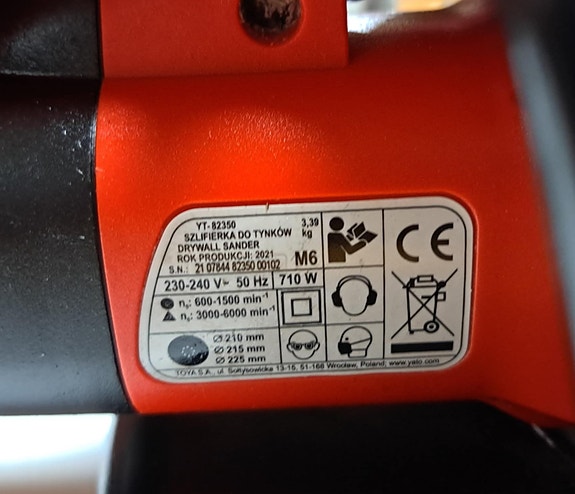 YT-82350 3,39 kg
SZLIFIERKA DO TYNKÓW
DRYWALL SANDER
ROK PRODUKCJI: 2021 M6
S.N.: 21 07844 82350 00102
230-240 V~ 50 Hz 710 W
n₀: 600-1500 min⁻¹
n₀: 3000-6000 min⁻¹
∅ 210 mm
∅ 215 mm
∅ 225 mm
CE
TOYA S.A., ul. Sołtysowicka 13-15, 51-168 Wrocław, Poland; www.yato.com